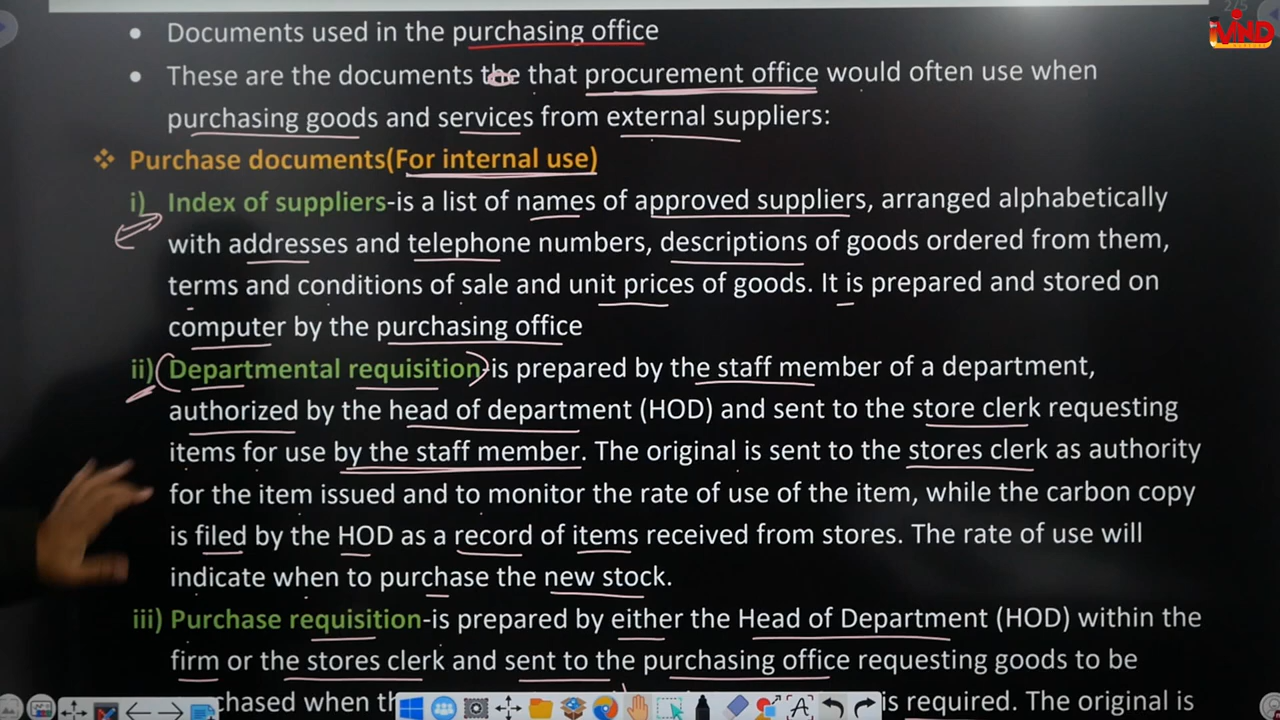 2/5
MIND
• Documents used in the purchasing office
• These are the documents the that procurement office would often use when
purchasing goods and services from external suppliers:
❖ Purchase documents(For internal use)
i) Index of suppliers-is a list of names of approved suppliers, arranged alphabetically
with addresses and telephone numbers, descriptions of goods ordered from them,
terms and conditions of sale and unit prices of goods. It is prepared and stored on
computer by the purchasing office
ii) Departmental requisition-is prepared by the staff member of a department,
authorized by the head of department (HOD) and sent to the store clerk requesting
items for use by the staff member. The original is sent to the stores clerk as authority
for the item issued and to monitor the rate of use of the item, while the carbon copy
is filed by the HOD as a record of items received from stores. The rate of use will
indicate when to purchase the new stock.
iii) Purchase requisition-is prepared by either the Head of Department (HOD) within the
firm or the stores clerk and sent to the purchasing office requesting goods to be
is required. The original is